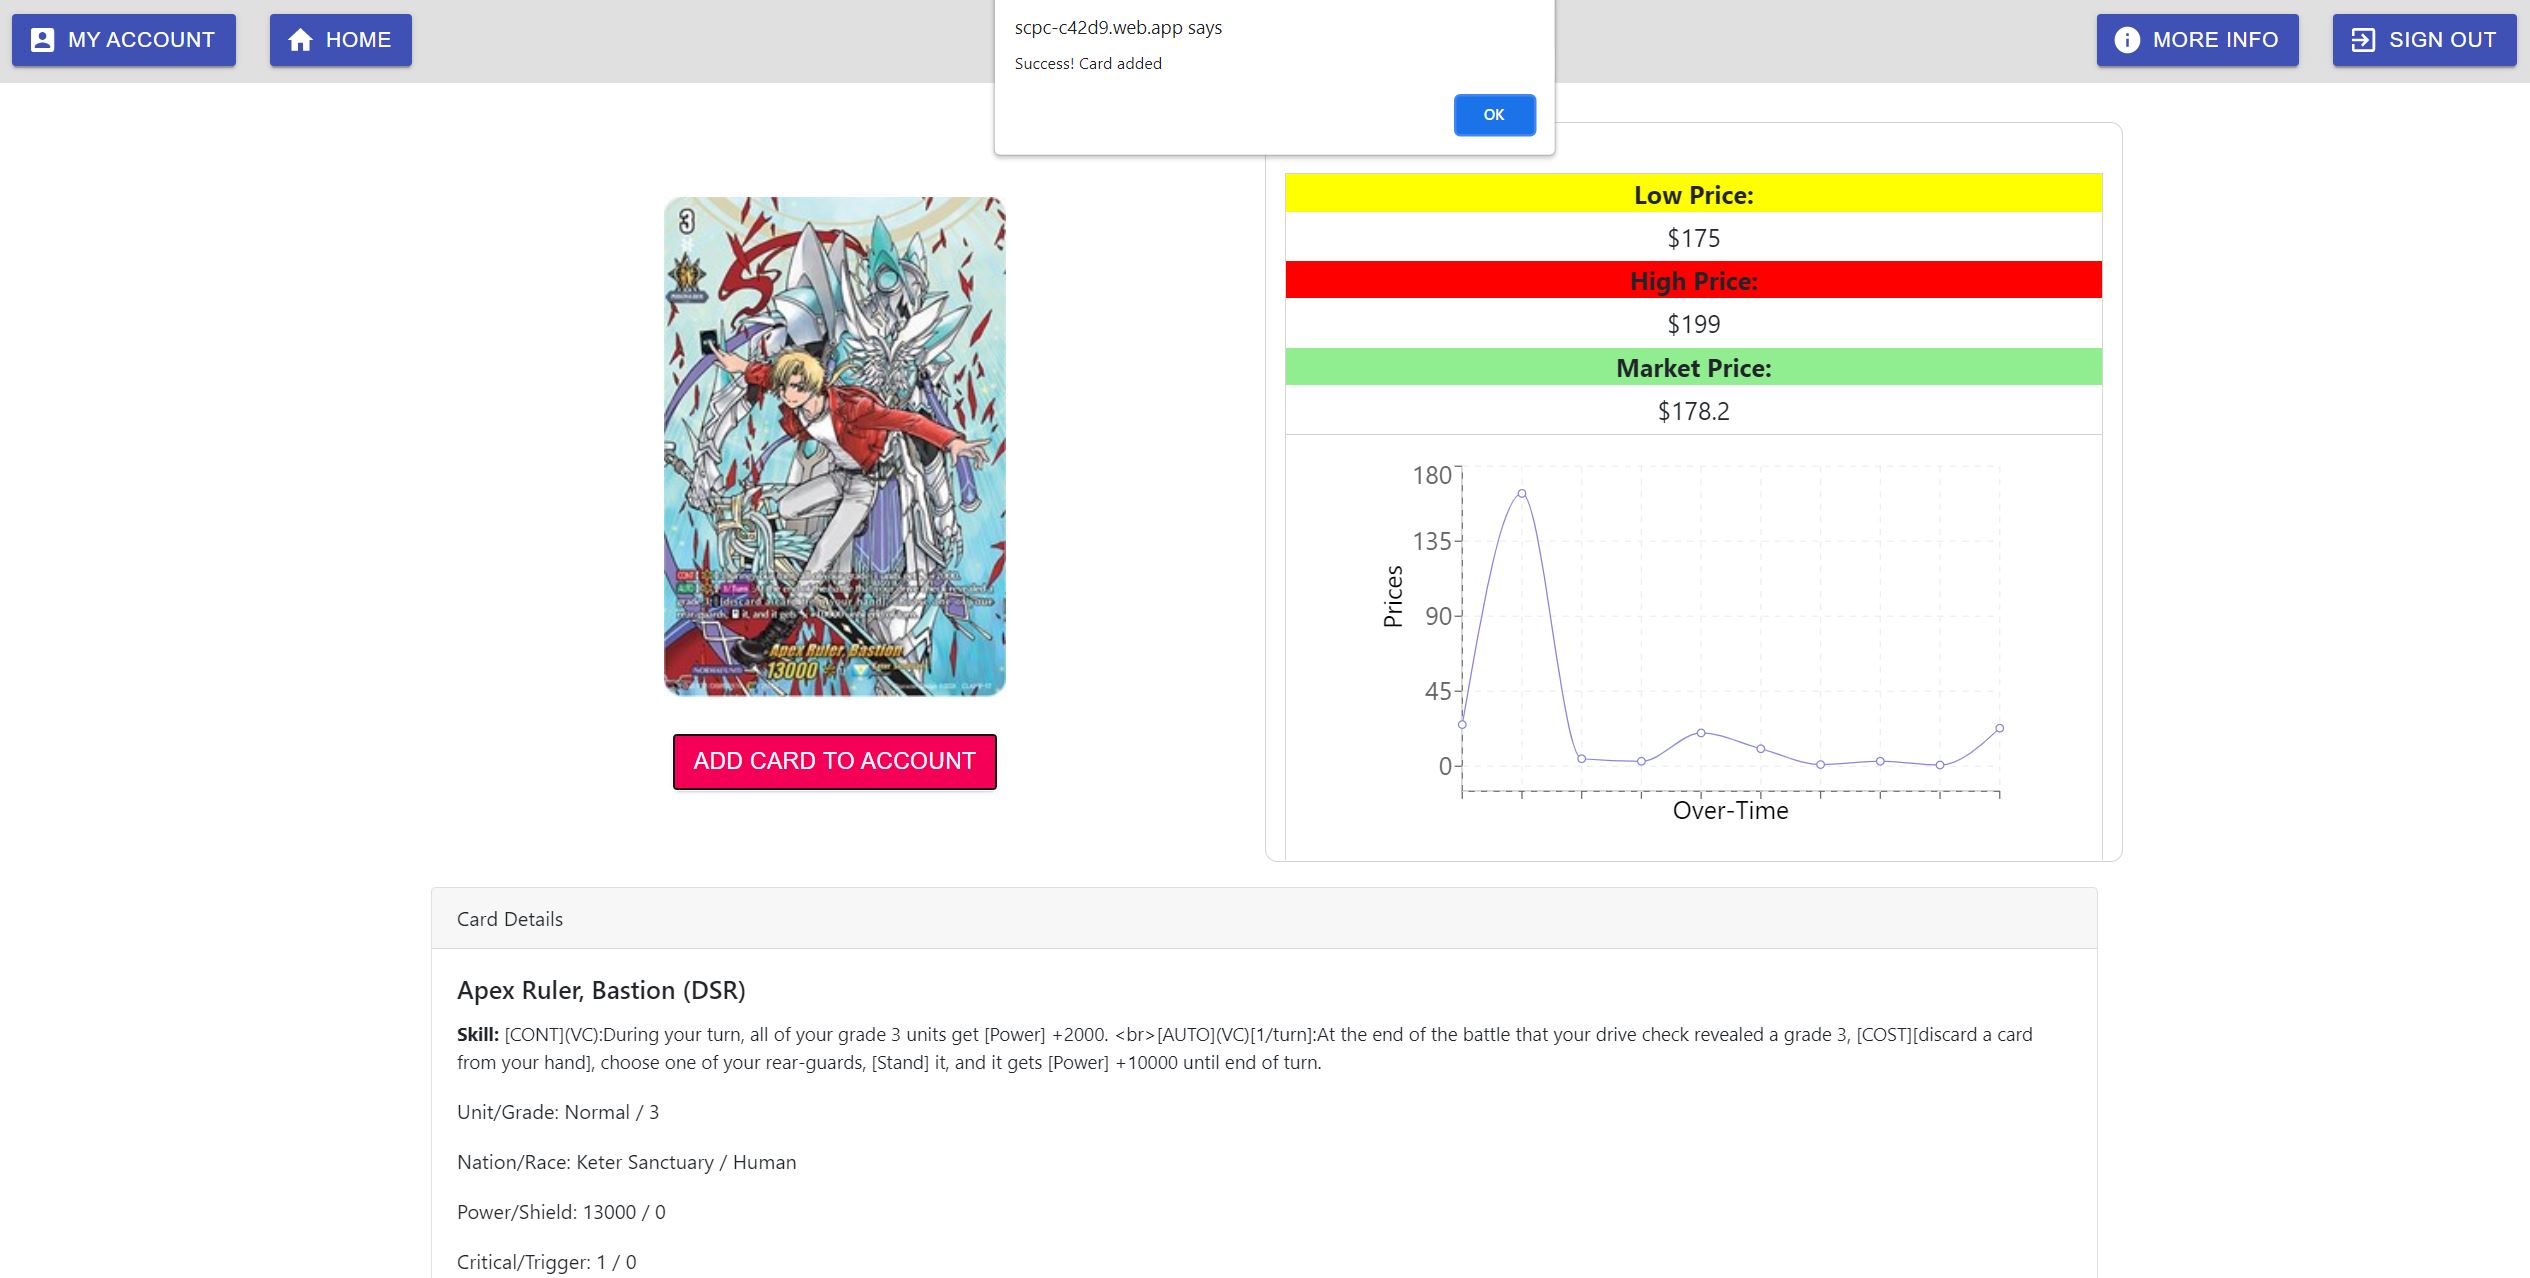 MY ACCOUNT
HOME
scpc-c42d9.web.app says
Success! Card added
OK
MORE INFO
SIGN OUT
3
Apex Ruler, Bastion
13000
ADD CARD TO ACCOUNT
Low Price:
$175
High Price:
$199
Market Price:
$178.2
180
135
90
45
0
Prices
Over-Time
Card Details
Apex Ruler, Bastion (DSR)
Skill: [CONT](VC):During your turn, all of your grade 3 units get [Power] +2000. <br>[AUTO](VC)[1/turn]:At the end of the battle that your drive check revealed a grade 3, [COST][discard a card
from your hand], choose one of your rear-guards, [Stand] it, and it gets [Power] +10000 until end of turn.
Unit/Grade: Normal / 3
Nation/Race: Keter Sanctuary / Human
Power/Shield: 13000 / 0
Critical/Trigger: 1 / 0